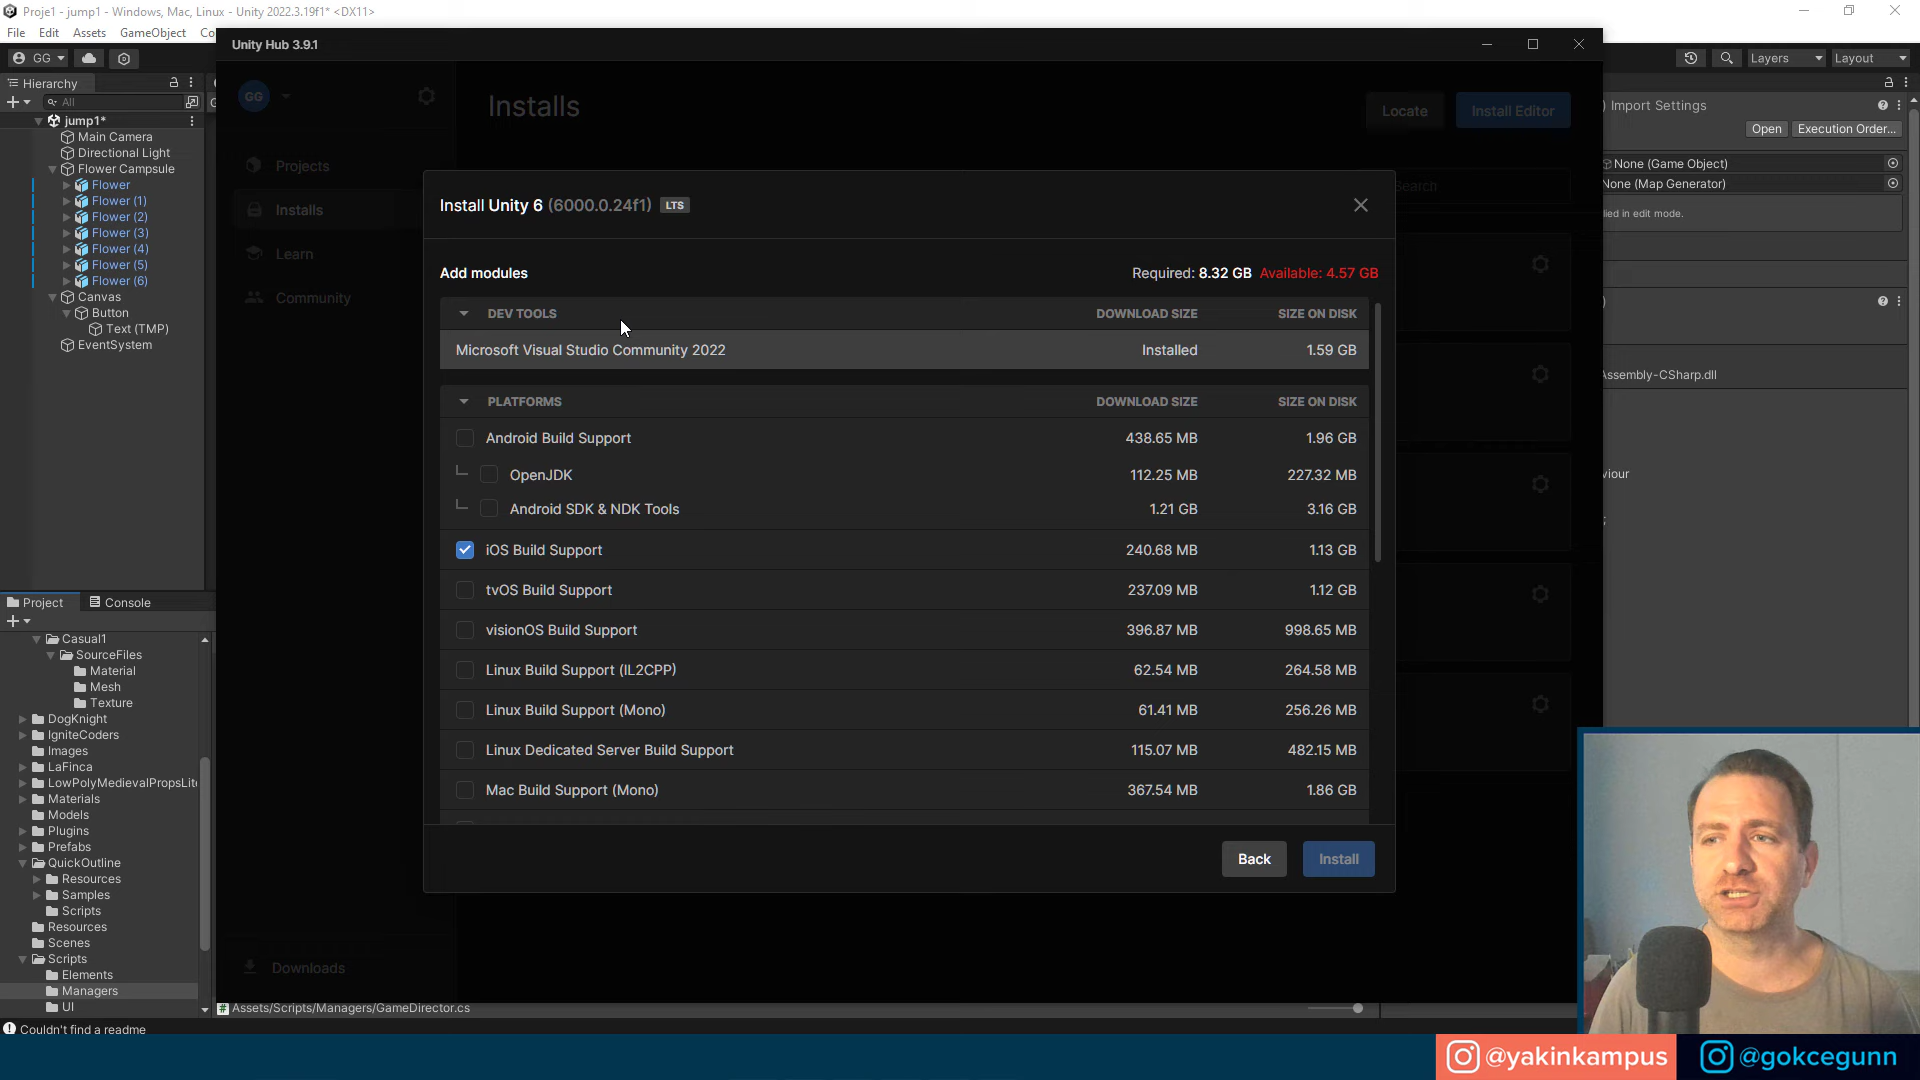 Proje1 - jump1 - Windows, Mac, Linux - Unity 2022.3.19f1* <DX11>
File Edit Assets GameObject Co
GG
Layers Layout
Hierarchy
All
jump1*
Main Camera
Directional Light
Flower Campsule
Flower
Flower (1)
Flower (2)
Flower (3)
Flower (4)
Flower (5)
Flower (6)
Canvas
Button
Text (TMP)
EventSystem
Project Console
Casual1
SourceFiles
Material
Mesh
Texture
DogKnight
IgniteCoders
Images
LaFinca
LowPolyMedievalPropsLit
Materials
Models
Plugins
Prefabs
QuickOutline
Resources
Samples
Scripts
Resources
Scenes
Scripts
Elements
Managers
UI
Couldn't find a readme
Unity Hub 3.9.1
GG
Projects
Installs
Learn
Community
Downloads
Installs
Locate Install Editor
Search
Install Unity 6 (6000.0.24f1) LTS
Add modules Required: 8.32 GB Available: 4.57 GB
DEV TOOLS DOWNLOAD SIZE SIZE ON DISK
Microsoft Visual Studio Community 2022 Installed 1.59 GB
PLATFORMS DOWNLOAD SIZE SIZE ON DISK
Android Build Support 438.65 MB 1.96 GB
OpenJDK 112.25 MB 227.32 MB
Android SDK & NDK Tools 1.21 GB 3.16 GB
iOS Build Support 240.68 MB 1.13 GB
tvOS Build Support 237.09 MB 1.12 GB
visionOS Build Support 396.87 MB 998.65 MB
Linux Build Support (IL2CPP) 62.54 MB 264.58 MB
Linux Build Support (Mono) 61.41 MB 256.26 MB
Linux Dedicated Server Build Support 115.07 MB 482.15 MB
Mac Build Support (Mono) 367.54 MB 1.86 GB
Back Install
Assets/Scripts/Managers/GameDirector.cs
) Import Settings
Open Execution Order...
None (Game Object)
None (Map Generator)
lied in edit mode.
Assembly-CSharp.dll
viour
;
@yakinkampus @gokcegunn